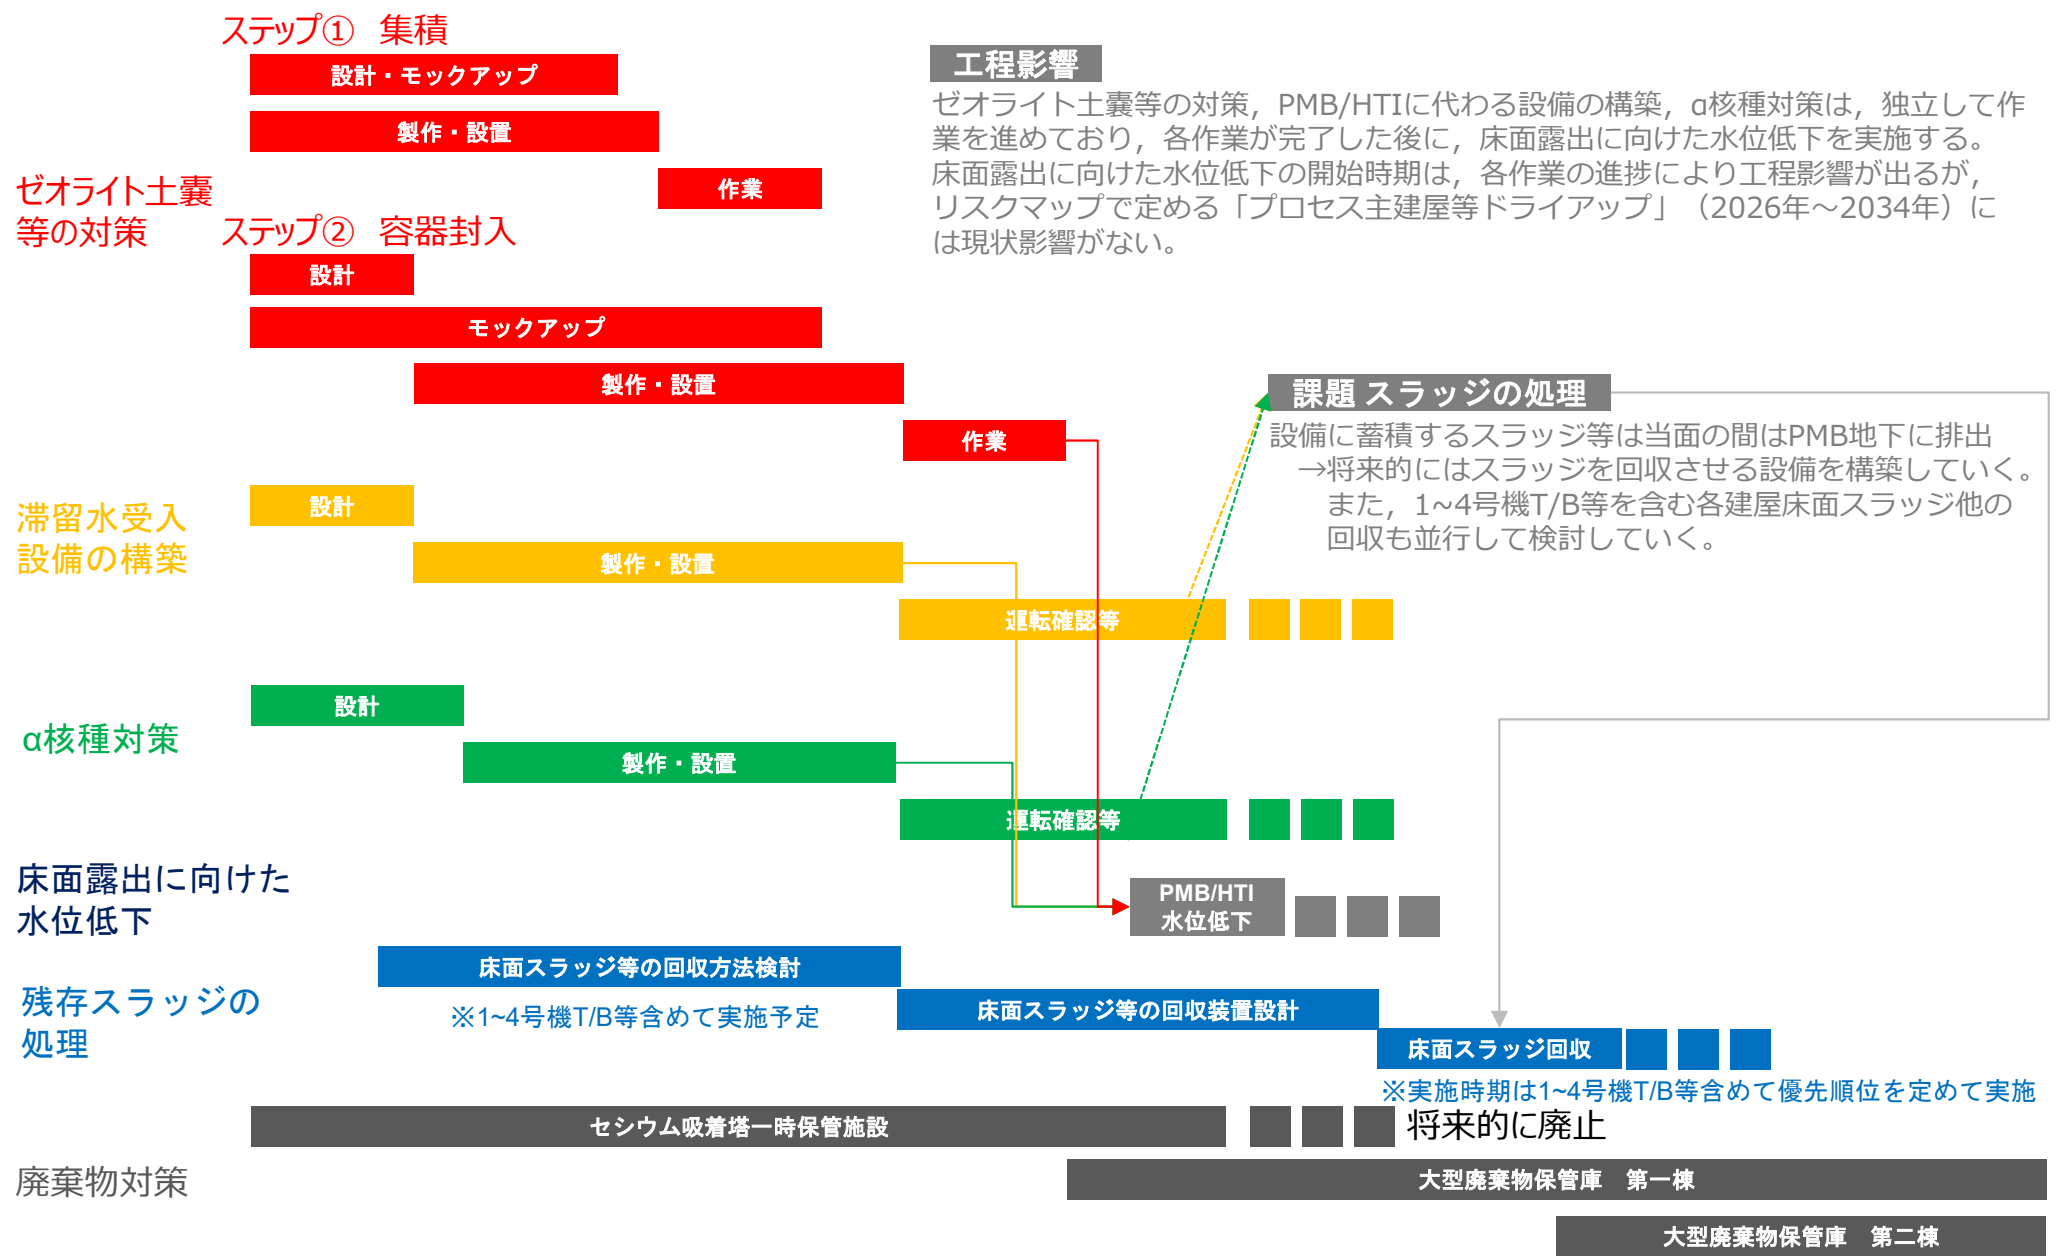 ステップ①　集積
設計・モックアップ
製作・設置
作業
ゼオライト土嚢
等の対策
ステップ②　容器封入
設計
モックアップ
製作・設置
作業
工程影響
ゼオライト土嚢等の対策，PMB/HTIに代わる設備の構築，α核種対策は，独立して作
業を進めており，各作業が完了した後に，床面露出に向けた水位低下を実施する。
床面露出に向けた水位低下の開始時期は，各作業の進捗により工程影響が出るが，
リスクマップで定める「プロセス主建屋等ドライアップ」（2026年～2034年）に
は現状影響がない。
課題 スラッジの処理
設備に蓄積するスラッジ等は当面の間はPMB地下に排出
→将来的にはスラッジを回収させる設備を構築していく。
また，1~4号機T/B等を含む各建屋床面スラッジ他の
回収も並行して検討していく。
滞留水受入
設備の構築
設計
製作・設置
運転確認等
α核種対策
設計
製作・設置
運転確認等
床面露出に向けた
水位低下
PMB/HTI
水位低下
残存スラッジの
処理
床面スラッジ等の回収方法検討
※1~4号機T/B等含めて実施予定
床面スラッジ等の回収装置設計
床面スラッジ回収
※実施時期は1~4号機T/B等含めて優先順位を定めて実施
廃棄物対策
セシウム吸着塔一時保管施設
将来的に廃止
大型廃棄物保管庫　第一棟
大型廃棄物保管庫　第二棟